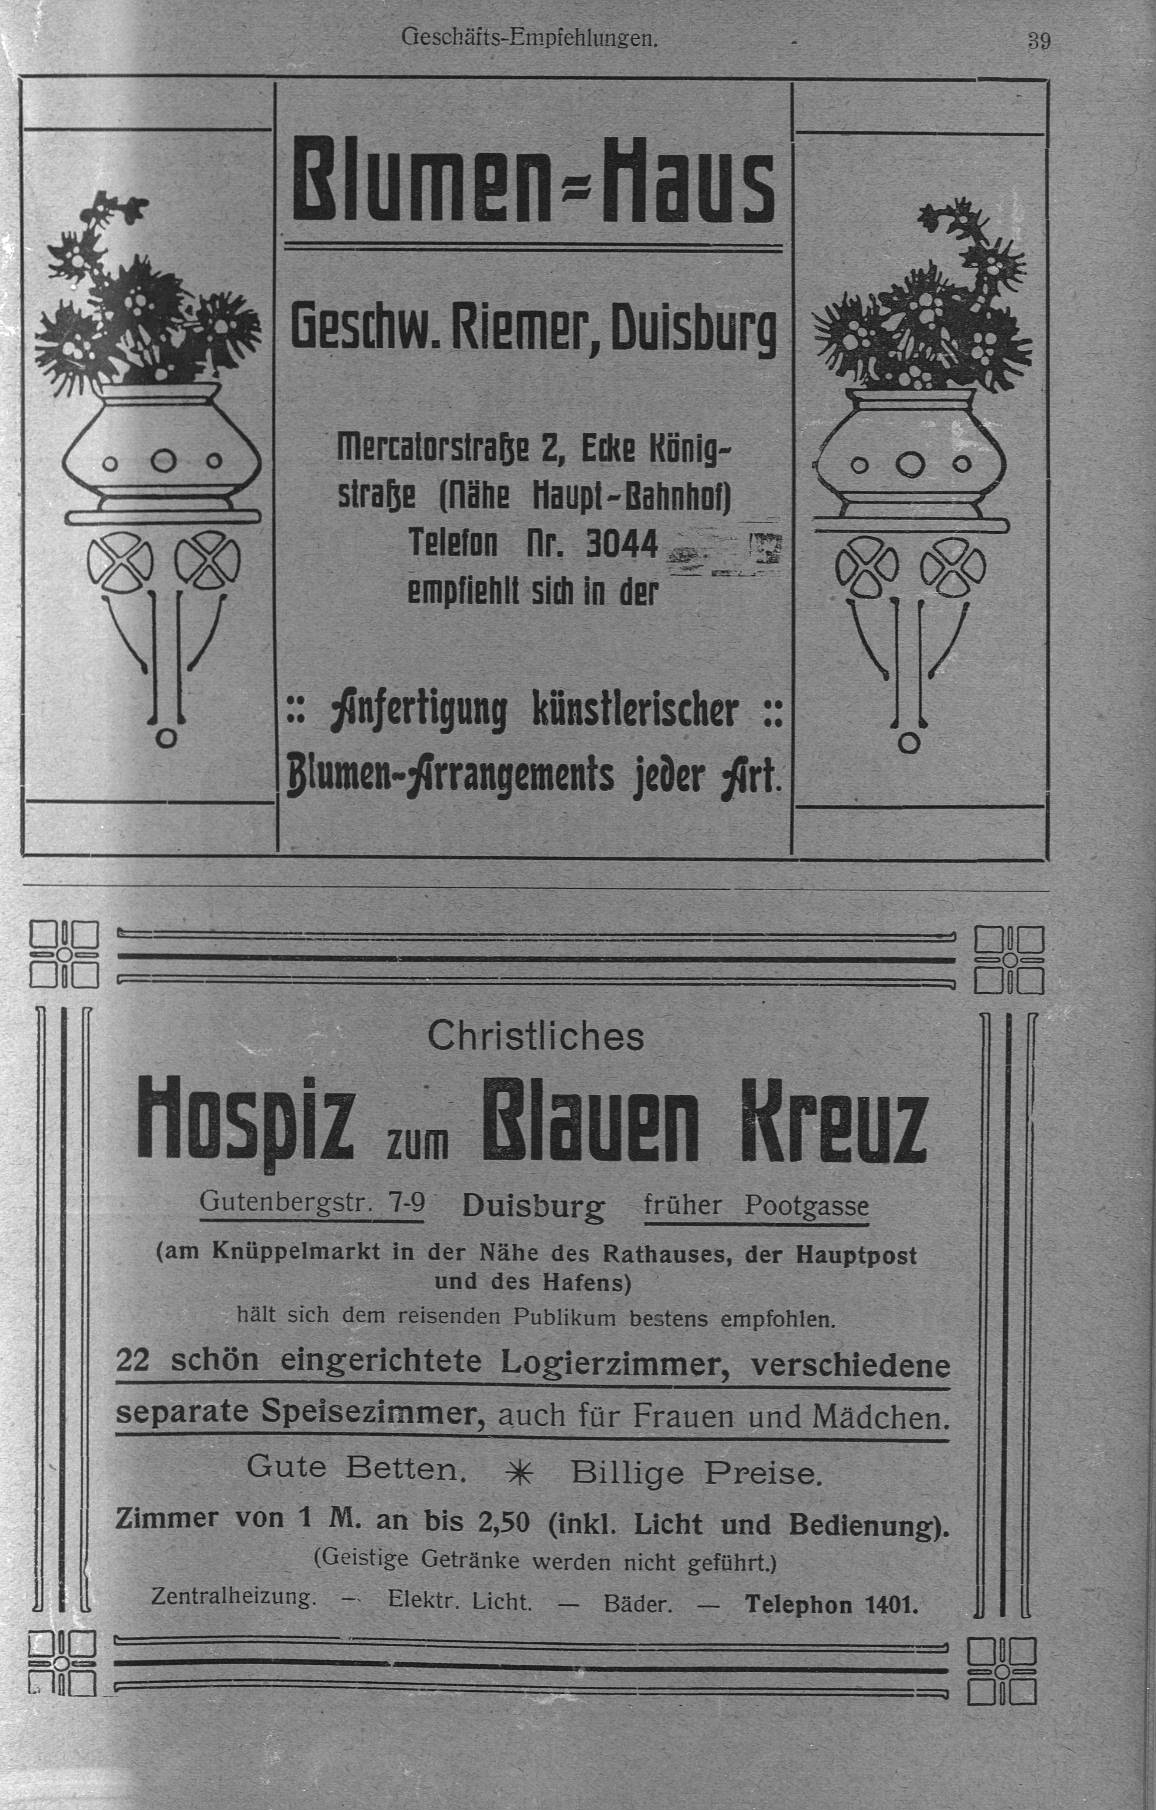 Geschäfts-Empfehlungen. 39
Blumen=Haus
Geschw. Riemer, Duisburg
Mercatorstraße 2, Ecke König-
straße (Nähe Haupt-Bahnhof)
Telefon Nr. 3044
empfiehlt sich in der
:: Anfertigung künstlerischer ::
Blumen-Arrangements jeder Art.
Christliches
Hospiz zum Blauen Kreuz
Gutenbergstr. 7-9 Duisburg früher Pootgasse
(am Knüppelmarkt in der Nähe des Rathauses, der Hauptpost
und des Hafens)
hält sich dem reisenden Publikum bestens empfohlen.
22 schön eingerichtete Logierzimmer, verschiedene
separate Speisezimmer, auch für Frauen und Mädchen.
Gute Betten. * Billige Preise.
Zimmer von 1 M. an bis 2,50 (inkl. Licht und Bedienung).
(Geistige Getränke werden nicht geführt.)
Zentralheizung. — Elektr. Licht. — Bäder. — Telephon 1401.